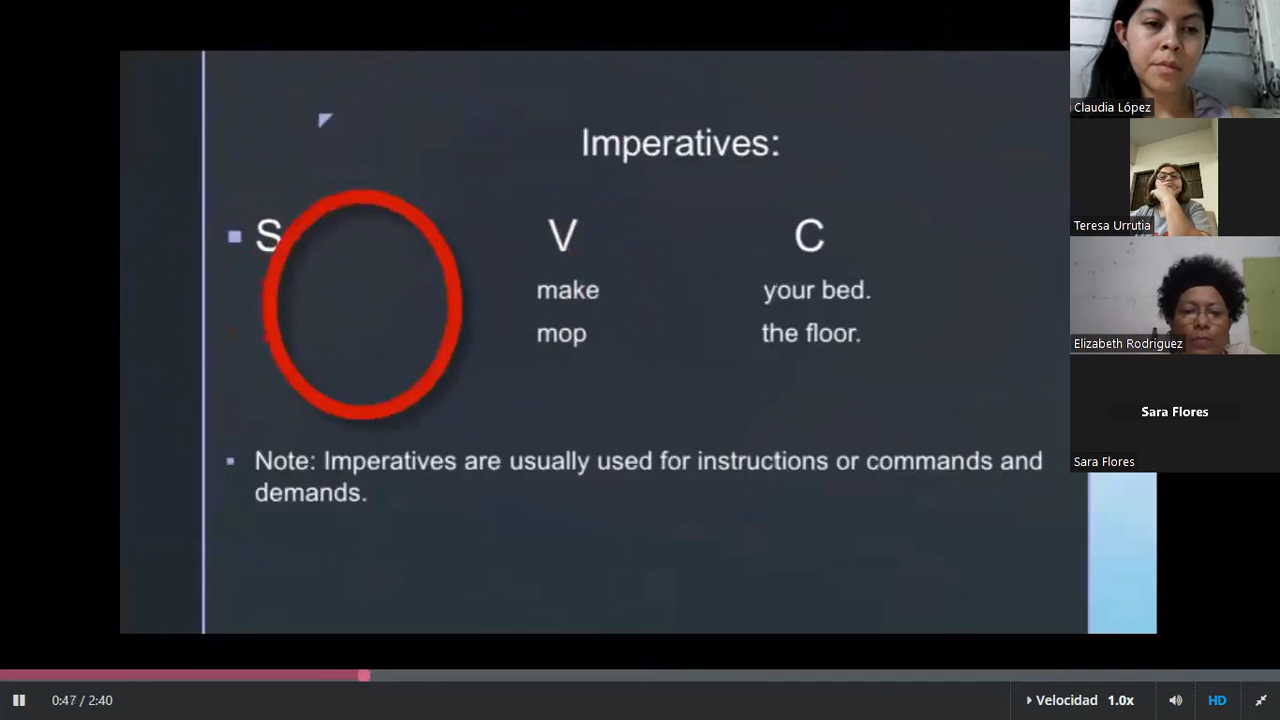 Imperatives:
S V C
make your bed.
mop the floor.
Note: Imperatives are usually used for instructions or commands and
demands.
Claudia López
Teresa Urrutia
Elizabeth Rodriguez
Sara Flores
Sara Flores
0:47 / 2:40
Velocidad 1.0x
HD